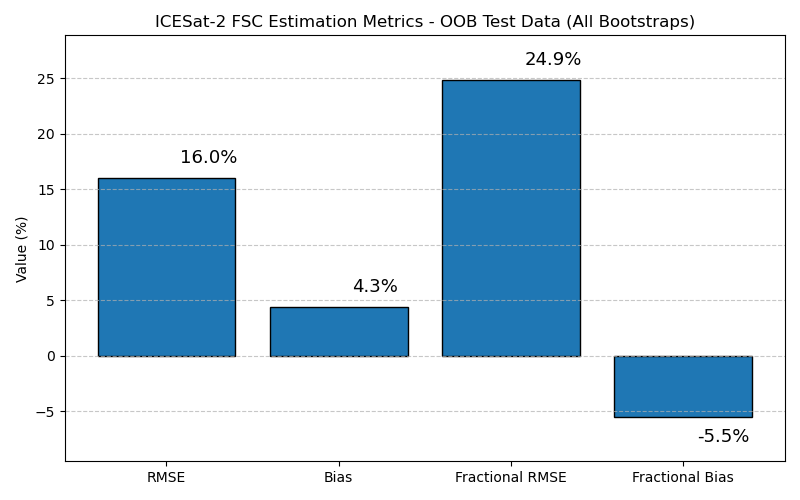 ICESat-2 FSC Estimation Metrics - OOB Test Data (All Bootstraps)
Value (%)
25
20
15
10
5
0
−5
16.0%
4.3%
24.9%
-5.5%
RMSE
Bias
Fractional RMSE
Fractional Bias